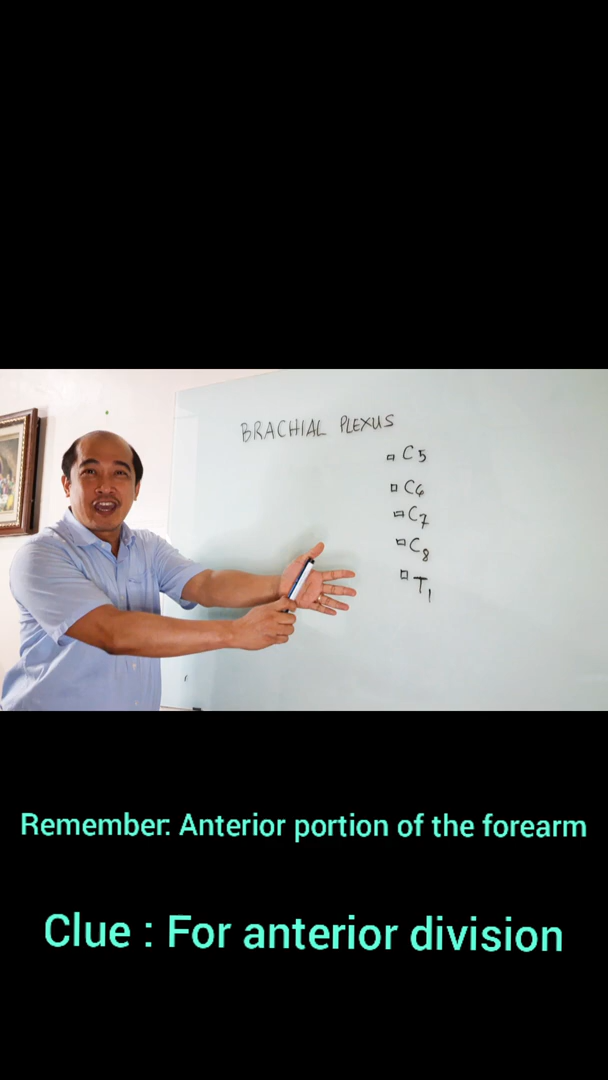 BRACHIAL PLEXUS
C5
C6
C7
C8
T1
Remember: Anterior portion of the forearm
Clue : For anterior division